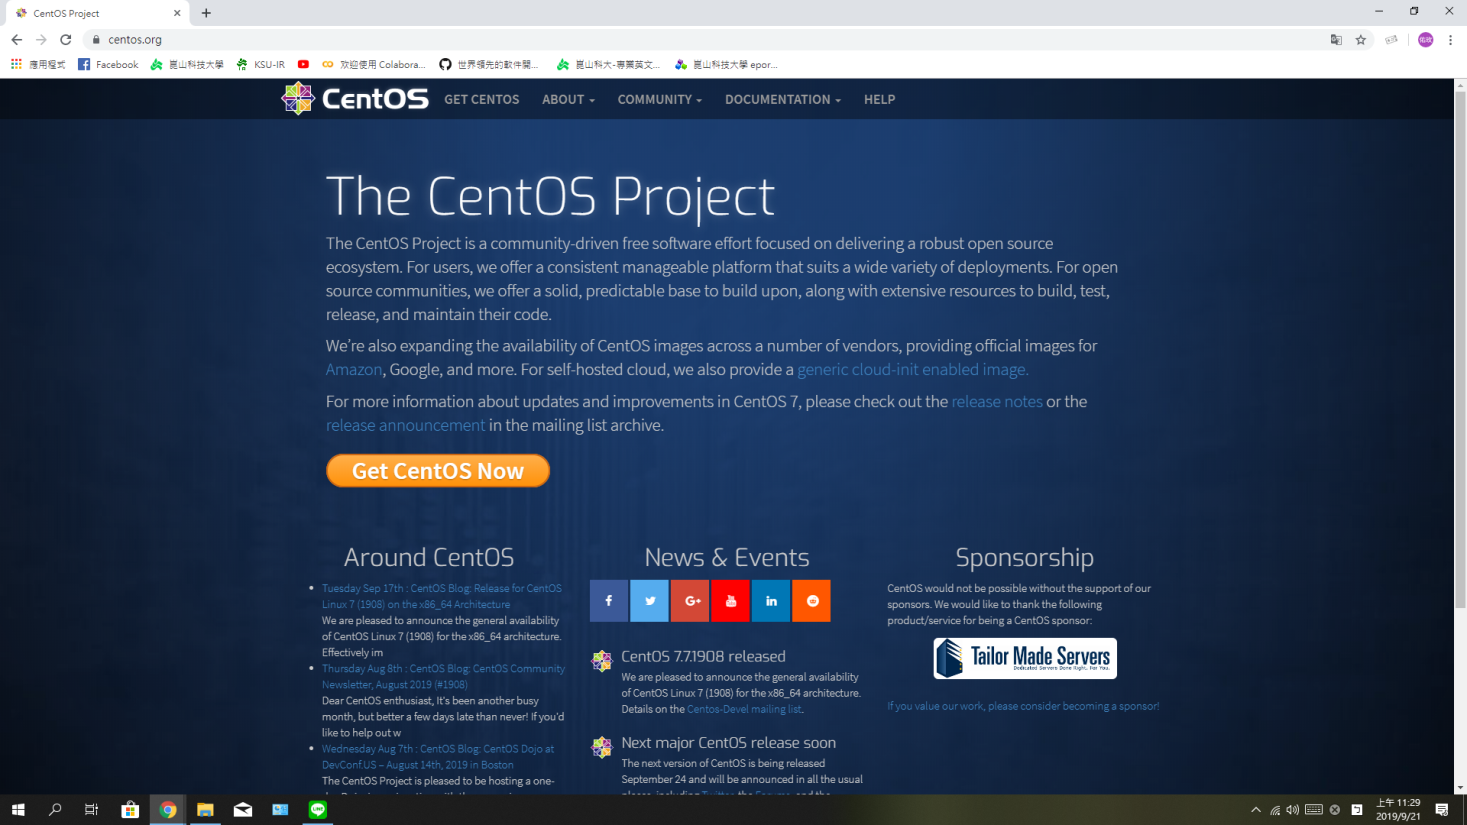 CentOS Project
centos.org
應用程式
Facebook
崑山科技大學
KSU-IR
歡迎使用 Colabora...
世界領先的軟件開...
崑山科大-專業英文...
崑山科技大學 epor...
CentOS
GET CENTOS
ABOUT
COMMUNITY
DOCUMENTATION
HELP
The CentOS Project
The CentOS Project is a community-driven free software effort focused on delivering a robust open source
ecosystem. For users, we offer a consistent manageable platform that suits a wide variety of deployments. For open
source communities, we offer a solid, predictable base to build upon, along with extensive resources to build, test,
release, and maintain their code.
We're also expanding the availability of CentOS images across a number of vendors, providing official images for
Amazon, Google, and more. For self-hosted cloud, we also provide a generic cloud-init enabled image.
For more information about updates and improvements in CentOS 7, please check out the release notes or the
release announcement in the mailing list archive.
Get CentOS Now
Around CentOS
Tuesday Sep 17th : CentOS Blog: Release for CentOS
Linux 7 (1908) on the x86_64 Architecture
We are pleased to announce the general availability
of CentOS Linux 7 (1908) for the x86_64 architecture.
Effectively im
Thursday Aug 8th : CentOS Blog: CentOS Community
Newsletter, August 2019 (#1908)
Dear CentOS enthusiast, It's been another busy
month, but better a few days late than never! If you'd
like to help out w
Wednesday Aug 7th : CentOS Blog: CentOS Dojo at
DevConf.US – August 14th, 2019 in Boston
The CentOS Project is pleased to be hosting a one-
News & Events
CentOS 7.7.1908 released
We are pleased to announce the general availability
of CentOS Linux 7 (1908) for the x86_64 architecture.
Details on the Centos-Devel mailing list.
Next major CentOS release soon
The next version of CentOS is being released
September 24 and will be announced in all the usual
Sponsorship
CentOS would not be possible without the support of our
sponsors. We would like to thank the following
product/service for being a CentOS sponsor:
Tailor Made Servers
Dedicated Servers Done Right. For You.
If you value our work, please consider becoming a sponsor!
上午 11:29
2019/9/21